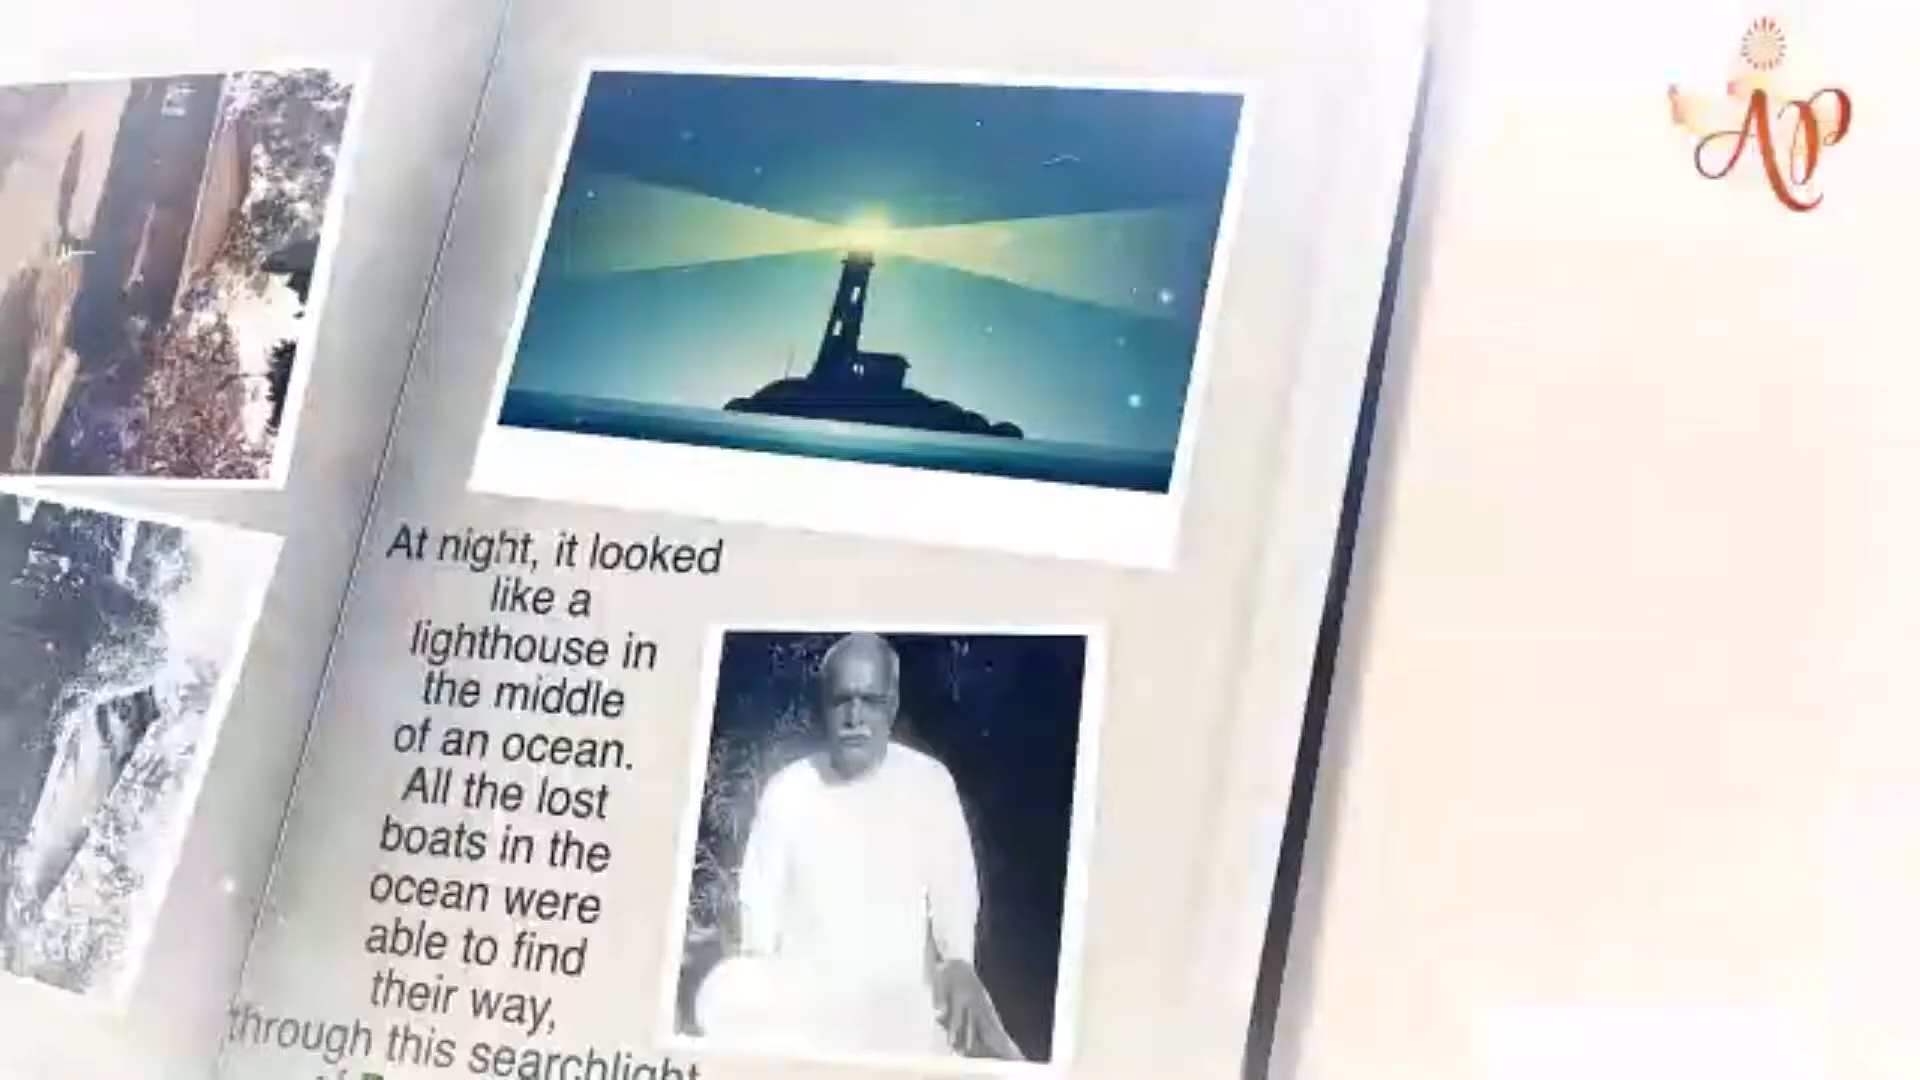 AP
At night, it looked
like a
lighthouse in
the middle
of an ocean.
All the lost
boats in the
ocean were
able to find
their way,
through this searchlight